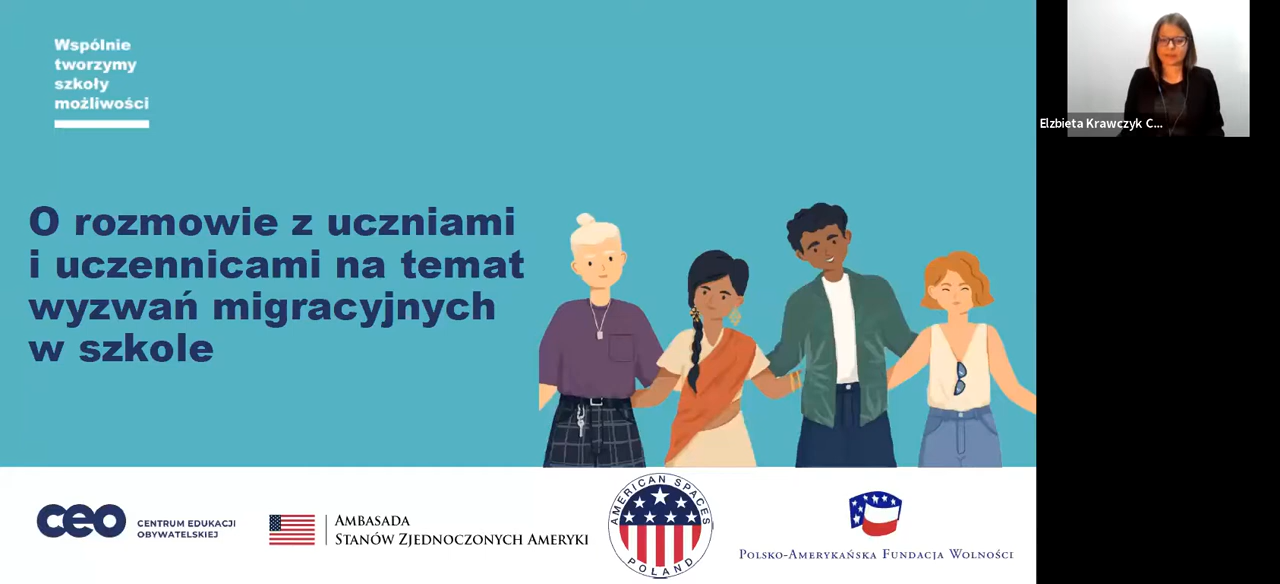 Wspólnie
tworzymy
szkoły
możliwości
O rozmowie z uczniami
i uczennicami na temat
wyzwań migracyjnych
w szkole
Elzbieta Krawczyk C...
ceo
CENTRUM EDUKACJI
OBYWATELSKIEJ
AMBASADA
STANÓW ZJEDNOCZONYCH AMERYKI
AMERICAN SPACES
POLAND
POLSKO-AMERYKAŃSKA FUNDACJA WOLNOŚCI